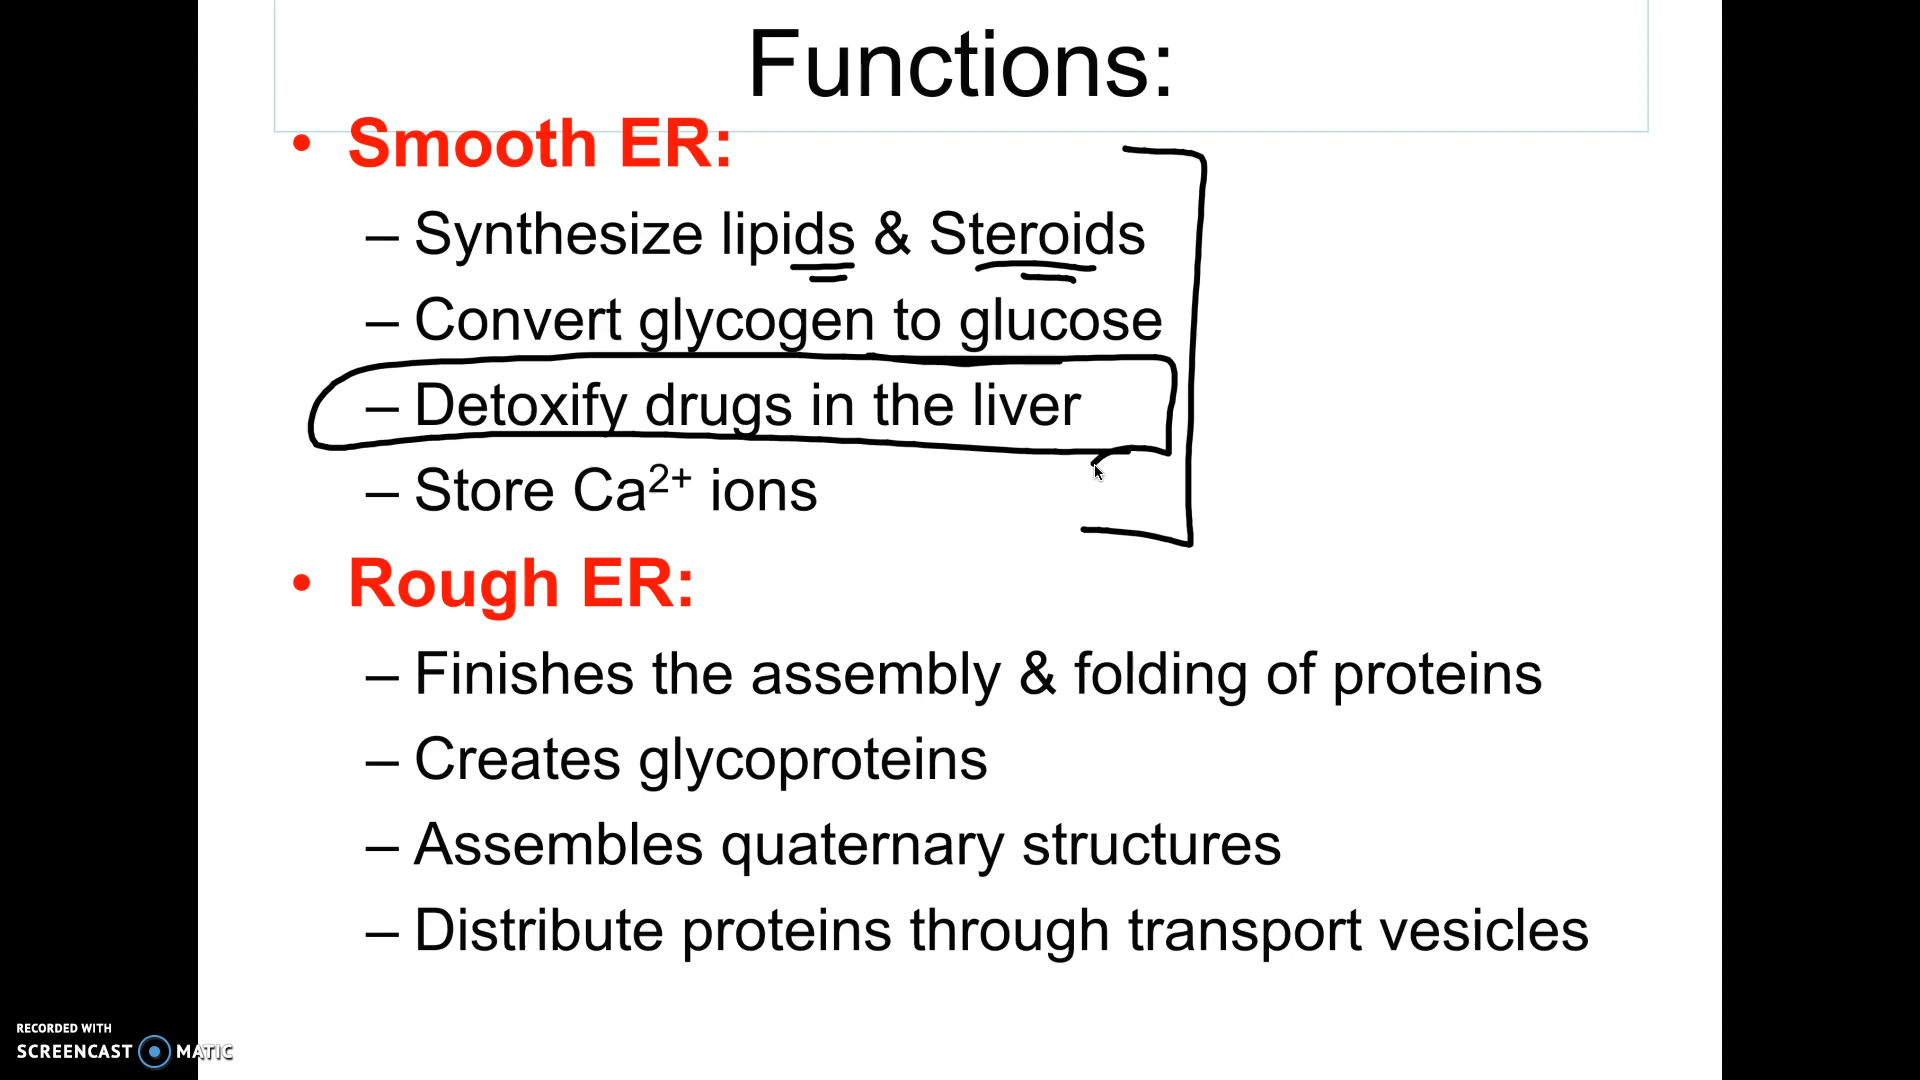 Functions:
• Smooth ER:
– Synthesize lipids & Steroids
– Convert glycogen to glucose
– Detoxify drugs in the liver
– Store Ca²⁺ ions
• Rough ER:
– Finishes the assembly & folding of proteins
– Creates glycoproteins
– Assembles quaternary structures
– Distribute proteins through transport vesicles
RECORDED WITH
SCREENCAST MATIC